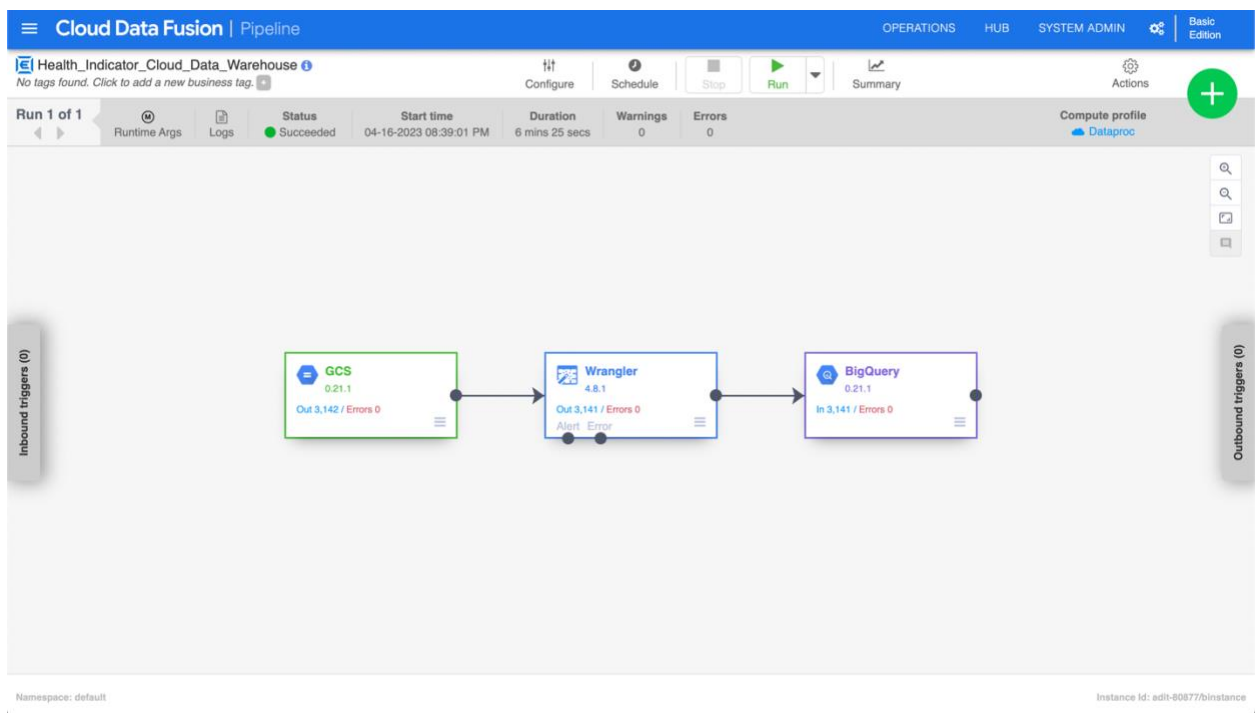 Cloud Data Fusion | Pipeline
OPERATIONS HUB SYSTEM ADMIN Basic Edition
Health_Indicator_Cloud_Data_Warehouse
No tags found. Click to add a new business tag.
Configure Schedule Stop Run Summary Actions
Run 1 of 1
Runtime Args
Logs
Status
Succeeded
Start time
04-16-2023 08:39:01 PM
Duration
6 mins 25 secs
Warnings
0
Errors
0
Compute profile
Dataproc
Inbound triggers (0)
GCS
0.21.1
Out 3,142 / Errors 0
Wrangler
4.8.1
Out 3,141 / Errors 0
Alert Error
BigQuery
0.21.1
In 3,141 / Errors 0
Outbound triggers (0)
Namespace: default
Instance Id: adit-80877/binstance